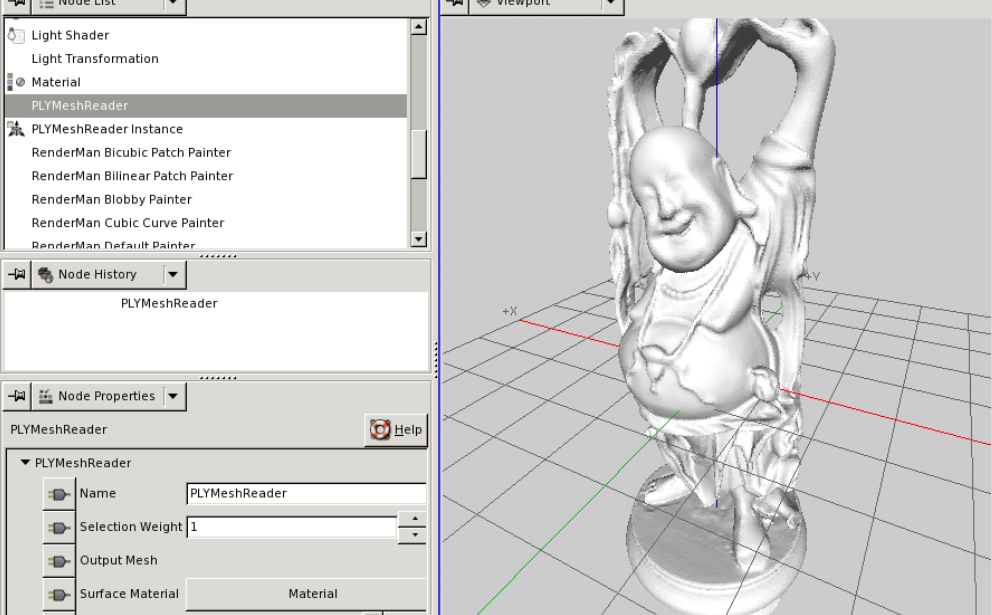 Node List
Viewport
Light Shader
Light Transformation
Material
PLYMeshReader
PLYMeshReader Instance
RenderMan Bicubic Patch Painter
RenderMan Bilinear Patch Painter
RenderMan Blobby Painter
RenderMan Cubic Curve Painter
RenderMan Default Painter
Node History
PLYMeshReader
Node Properties
PLYMeshReader
Help
PLYMeshReader
Name PLYMeshReader
Selection Weight 1
Output Mesh
Surface Material Material
+X
+Y